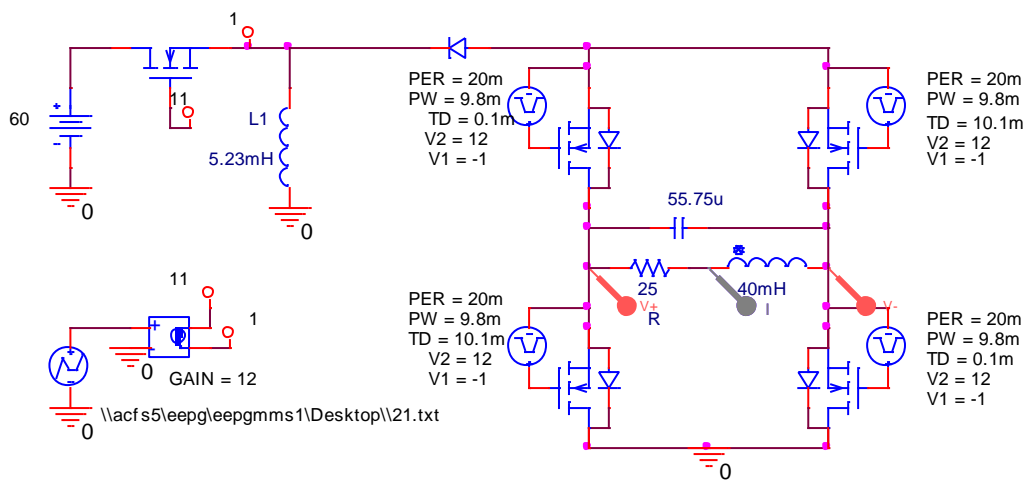 1
11
60
L1
5.23mH
0
0
PER = 20m
PW = 9.8m
TD = 0.1m
V2 = 12
V1 = -1
PER = 20m
PW = 9.8m
TD = 10.1m
V2 = 12
V1 = -1
55.75u
25
40mH
V+
R
I
V-
PER = 20m
PW = 9.8m
TD = 10.1m
V2 = 12
V1 = -1
PER = 20m
PW = 9.8m
TD = 0.1m
V2 = 12
V1 = -1
0
11
1
0
GAIN = 12
\\acfs5\eepg\eepgmms1\Desktop\\21.txt
0